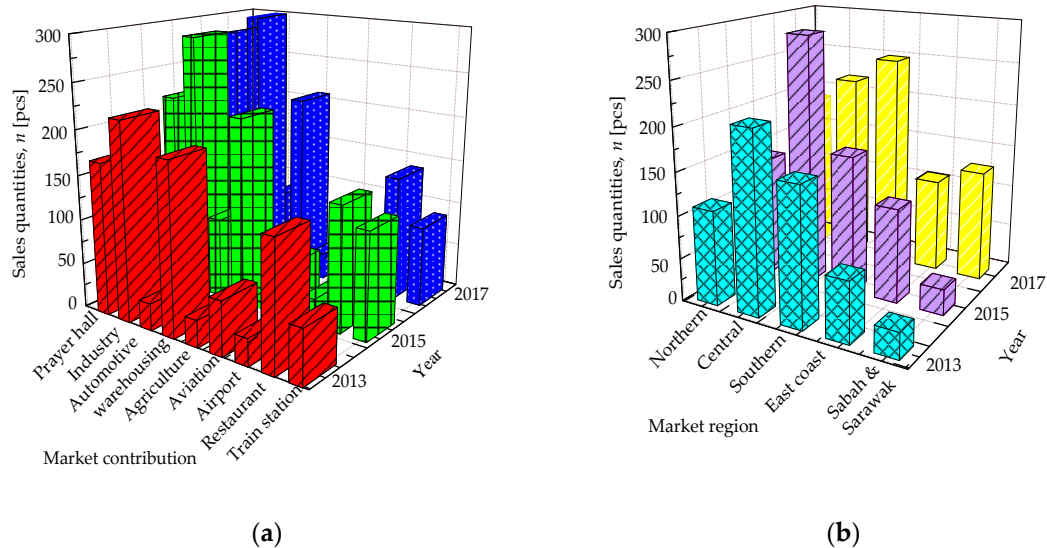 300
250
200
150
100
50
0
Sales quantities, n [pcs]
Prayer hall
Industry
Automotive
warehousing
Agriculture
Aviation
Airport
Restaurant
Train station
Market contribution
2013
2015
2017
Year
(a)
300
250
200
150
100
50
0
Sales quantities, n [pcs]
Northern
Central
Southern
East coast
Sabah &
Sarawak
Market region
2013
2015
2017
Year
(b)